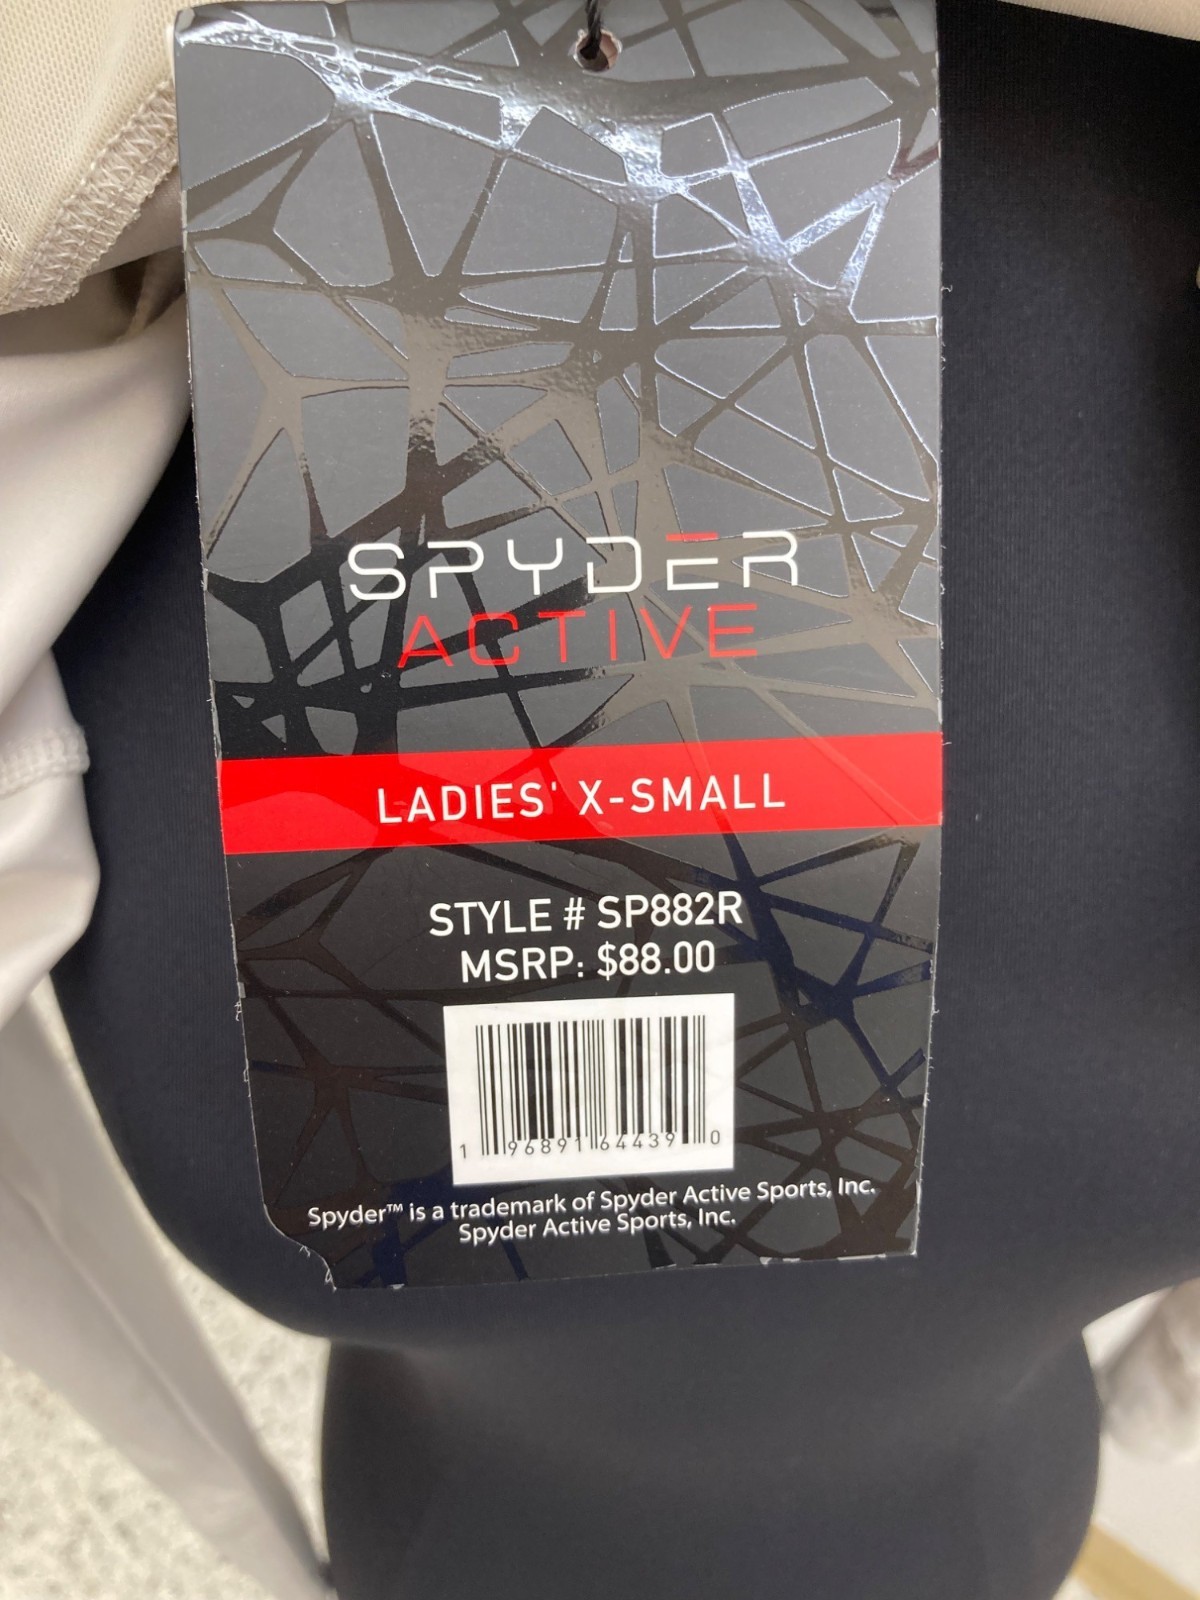 SPYDER
ACTIVE
LADIES' X-SMALL
STYLE # SP882R
MSRP: $88.00
1 96891 64439 0
Spyder™ is a trademark of Spyder Active Sports, Inc.
Spyder Active Sports, Inc.